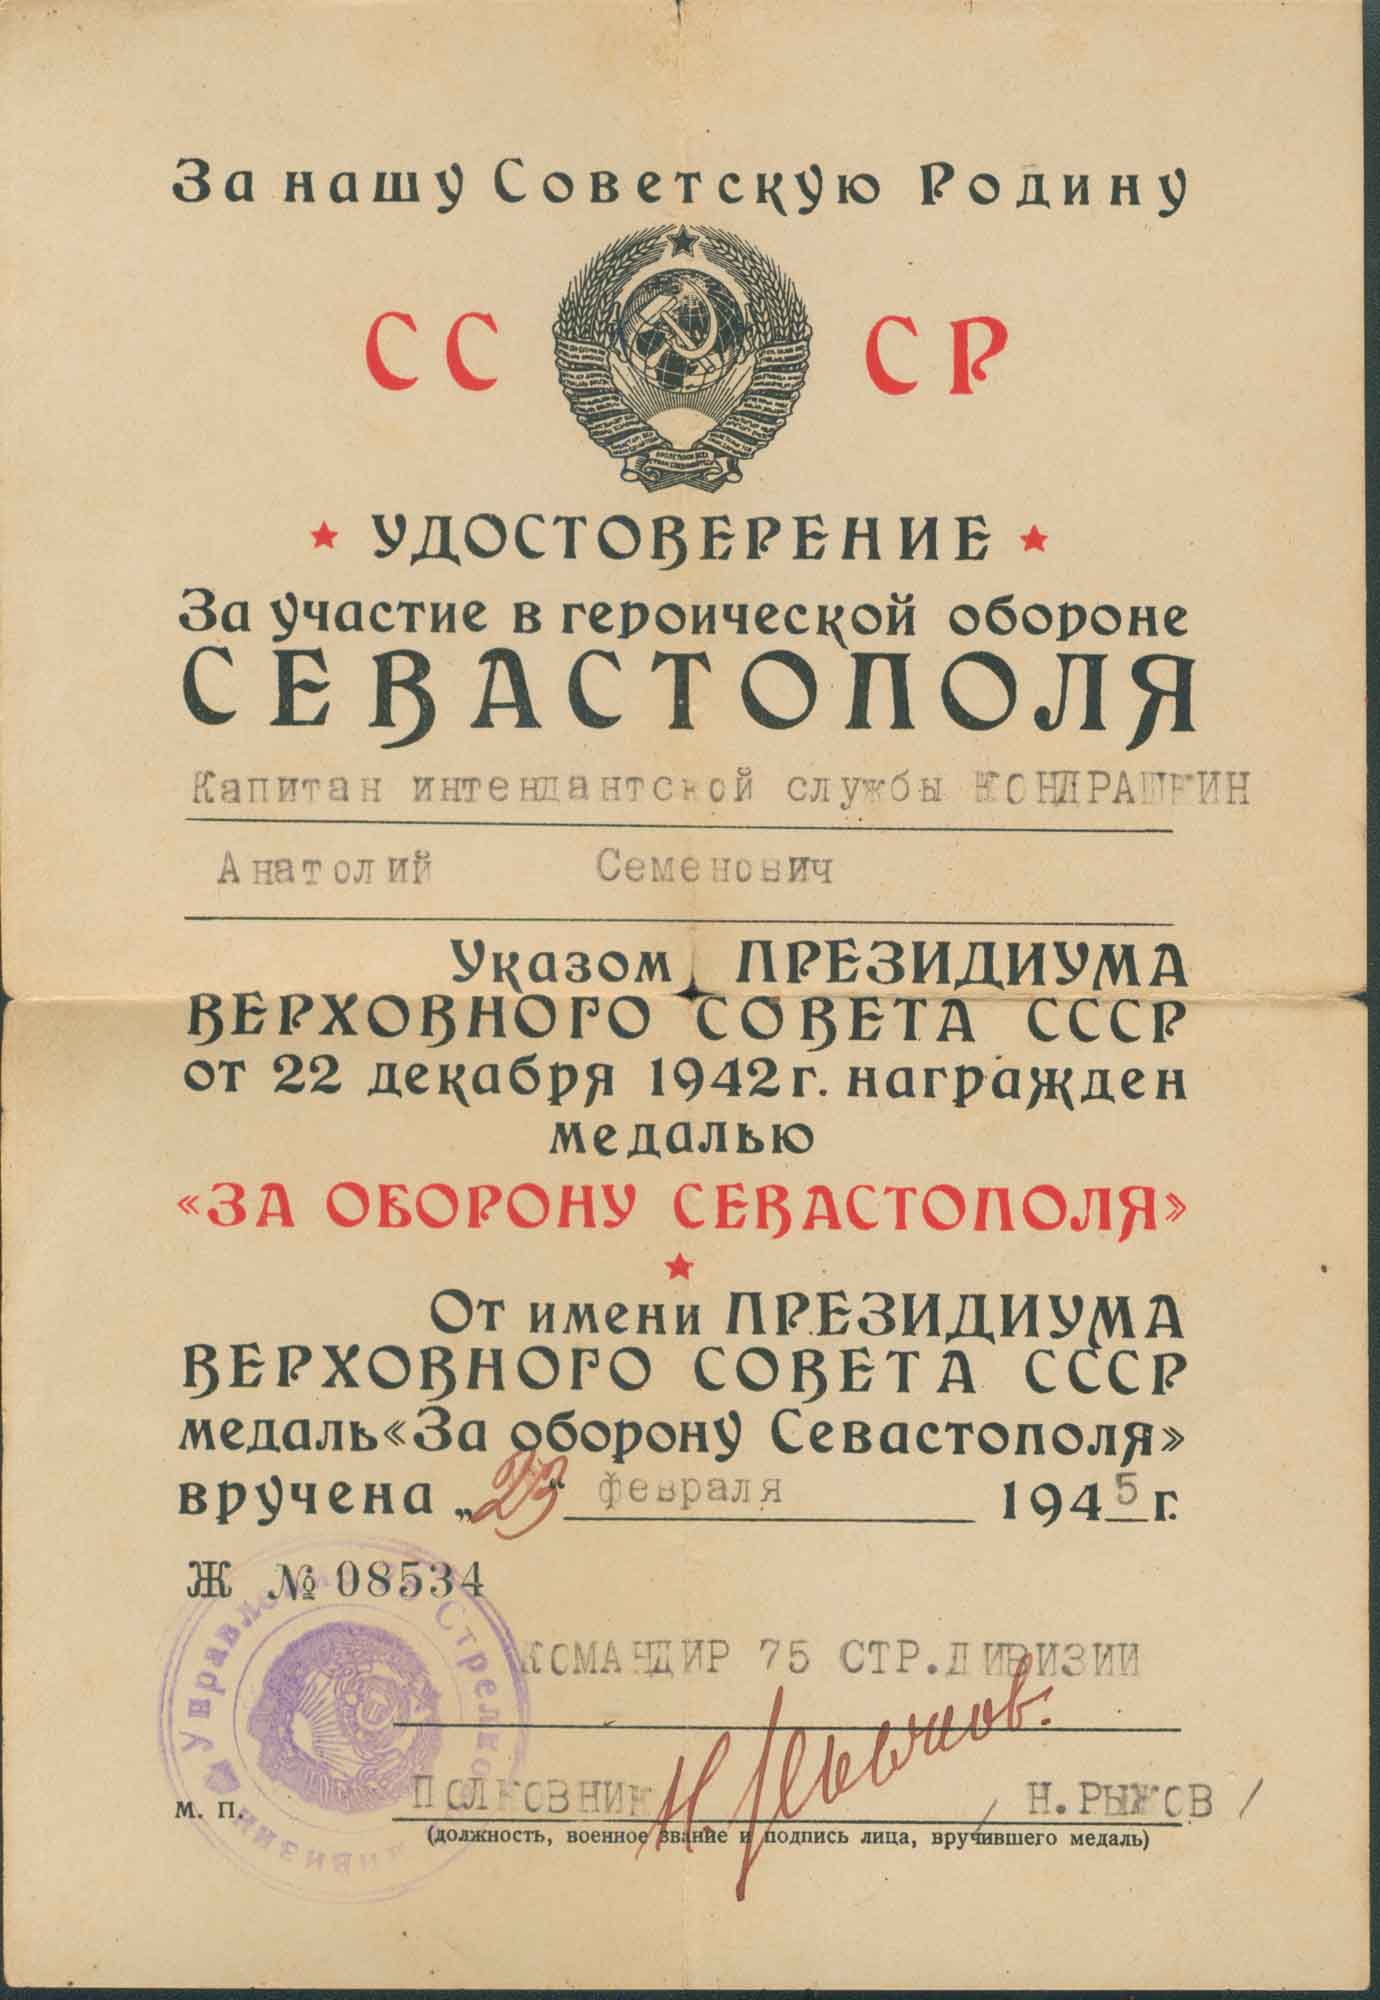 За нашу Советскую Родину
СС СР
УДОСТОВЕРЕНИЕ
За участие в героической обороне
СЕВАСТОПОЛЯ
Капитан интендантской службы КОНДРАШКИН
Анатолий Семенович
Указом ПРЕЗИДИУМА
ВЕРХОВНОГО СОВЕТА СССР
от 22 декабря 1942 г. награжден
медалью
«ЗА ОБОРОНУ СЕВАСТОПОЛЯ»
От имени ПРЕЗИДИУМА
ВЕРХОВНОГО СОВЕТА СССР
медаль «За оборону Севастополя»
вручена „23“ февраля 1945 г.
Ж № 08534
КОМАНДИР 75 СТР.ДИВИЗИИ
Полковник / Н.РЫЖОВ /
м. п.
(должность, военное звание и подпись лица, вручившего медаль)